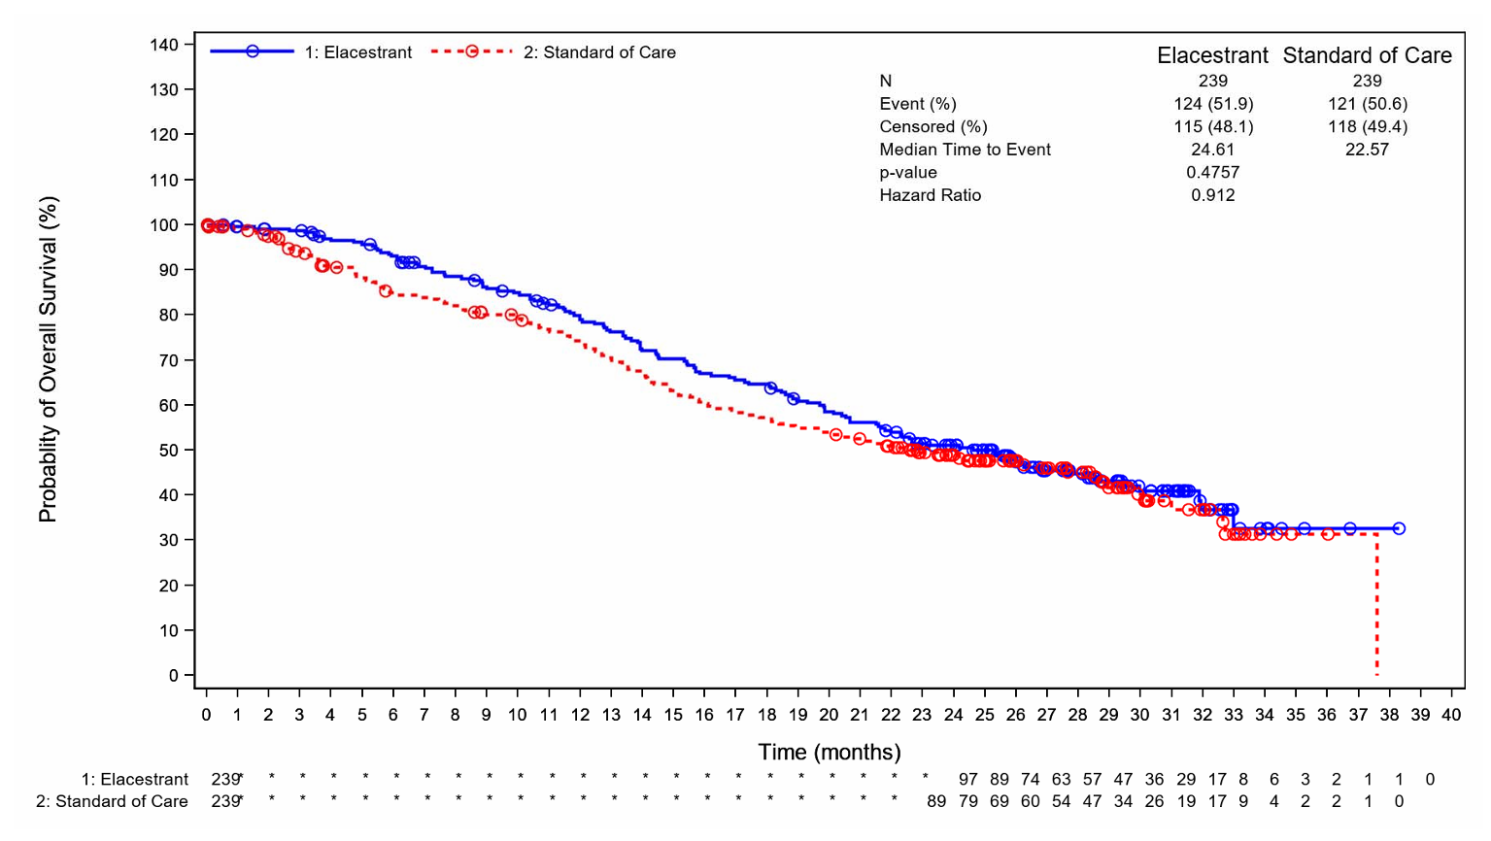 1: Elacestrant 2: Standard of Care
Elacestrant Standard of Care
N 239 239
Event (%) 124 (51.9) 121 (50.6)
Censored (%) 115 (48.1) 118 (49.4)
Median Time to Event 24.61 22.57
p-value 0.4757
Hazard Ratio 0.912
Probablity of Overall Survival (%)
140
130
120
110
100
90
80
70
60
50
40
30
20
10
0
0 1 2 3 4 5 6 7 8 9 10 11 12 13 14 15 16 17 18 19 20 21 22 23 24 25 26 27 28 29 30 31 32 33 34 35 36 37 38 39 40
Time (months)
1: Elacestrant 239* * * * * * * * * * * * * * * * * * * * * * * 97 89 74 63 57 47 36 29 17 8 6 3 2 1 1 0
2: Standard of Care 239* * * * * * * * * * * * * * * * * * * * * * 89 79 69 60 54 47 34 26 19 17 9 4 2 2 1 0